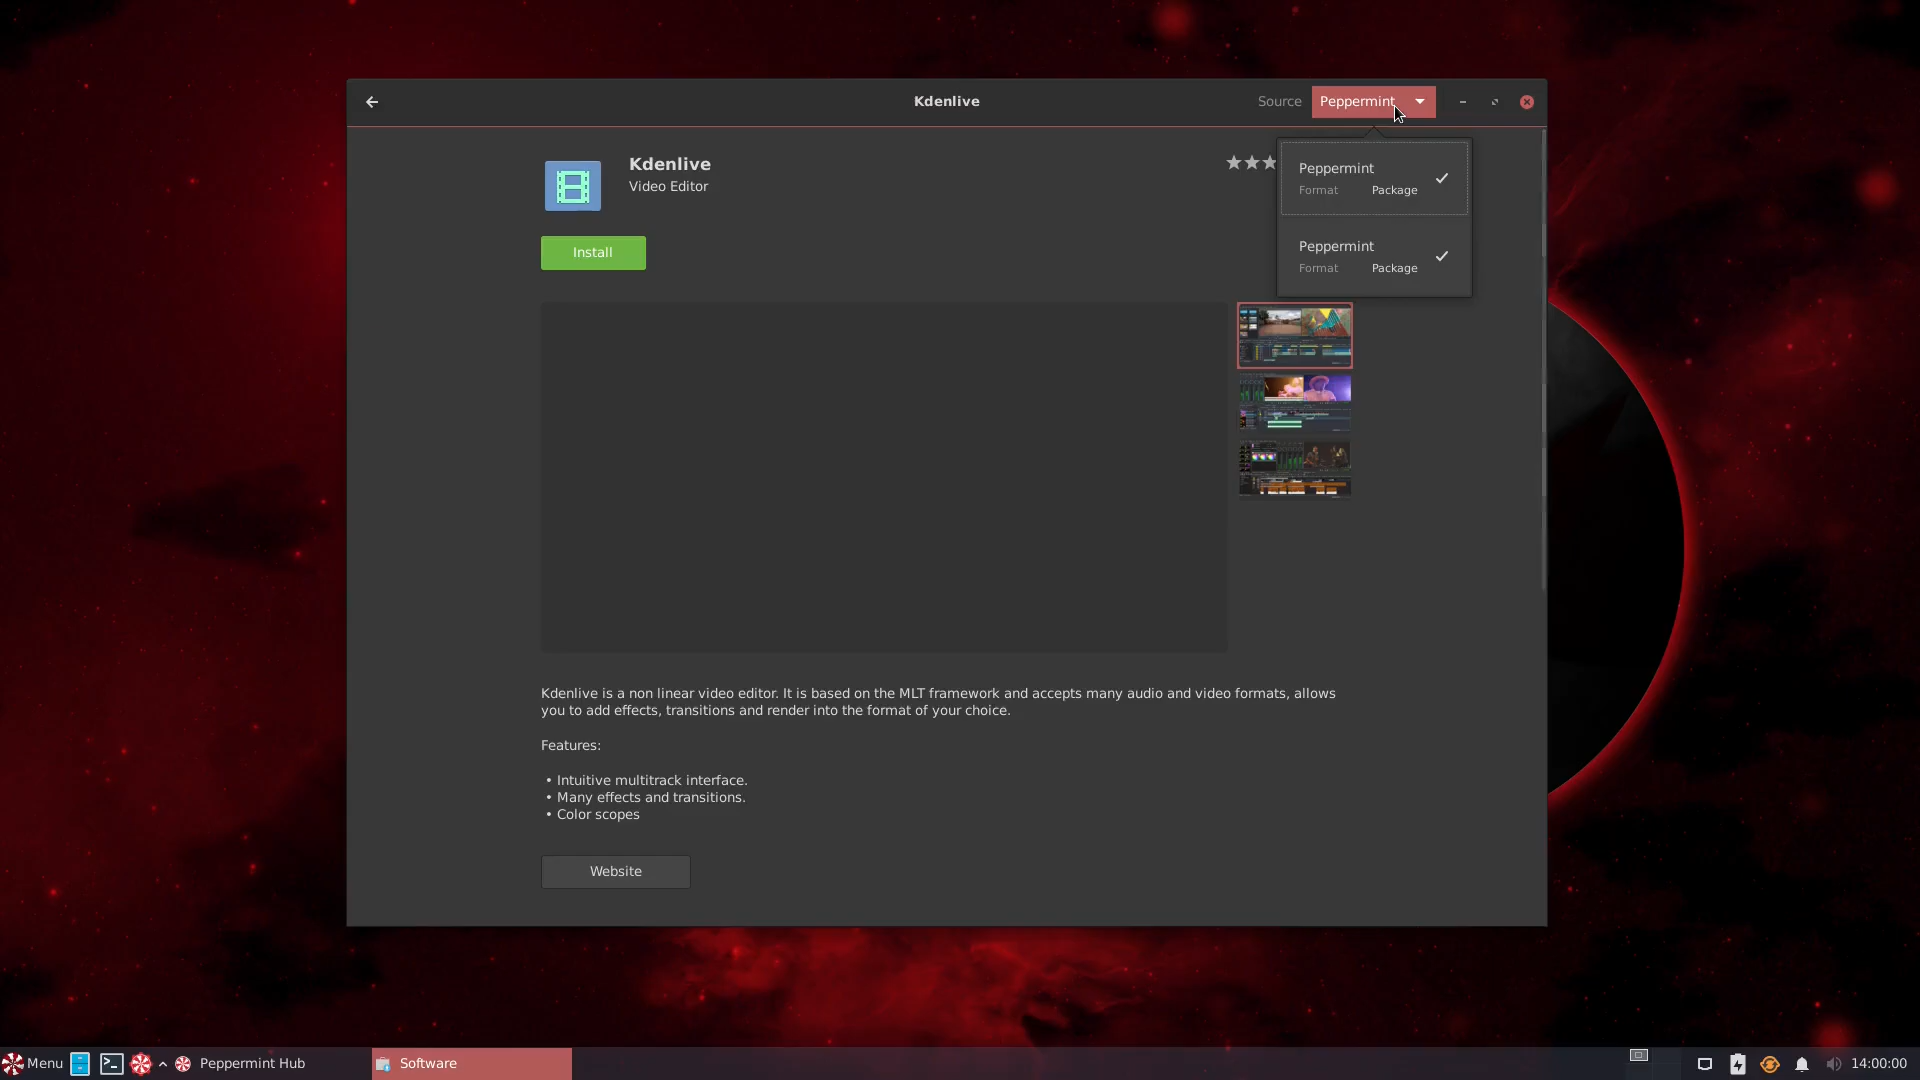 Kdenlive
Source
Peppermint
Kdenlive
Video Editor
Peppermint
Format Package
Peppermint
Format Package
Install
Kdenlive is a non linear video editor. It is based on the MLT framework and accepts many audio and video formats, allows
you to add effects, transitions and render into the format of your choice.
Features:
• Intuitive multitrack interface.
• Many effects and transitions.
• Color scopes
Website
Menu
Peppermint Hub
Software
14:00:00